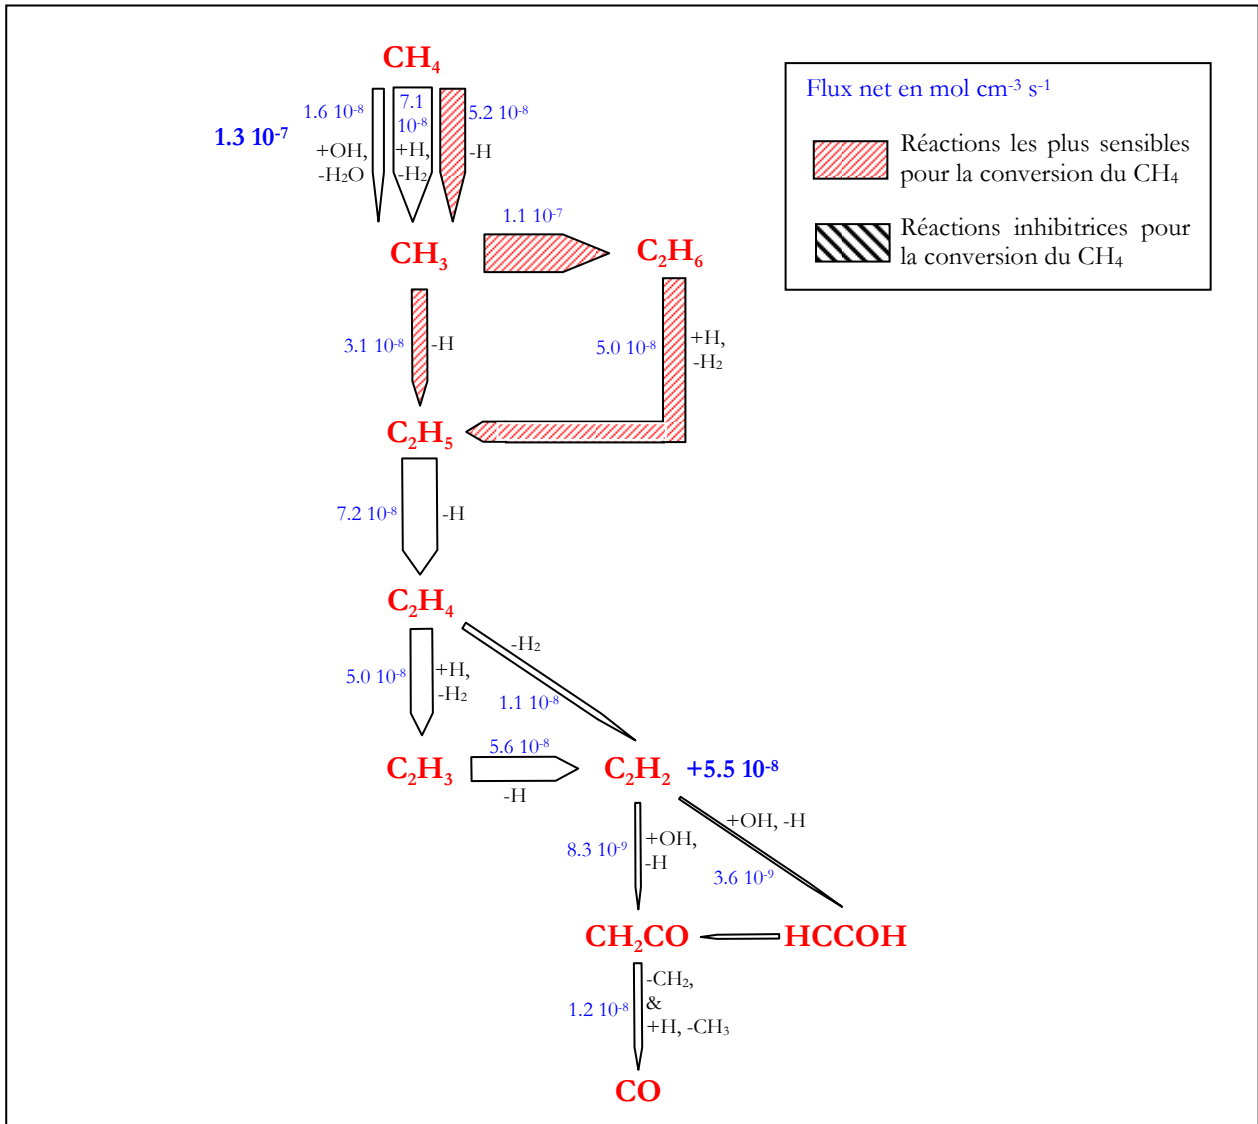 CH₄
1.3 10⁻⁷
1.6 10⁻⁸
+OH,
-H₂O
7.1
10⁻⁸
+H,
-H₂
5.2 10⁻⁸
-H
Flux net en mol cm⁻³ s⁻¹
Réactions les plus sensibles
pour la conversion du CH₄
Réactions inhibitrices pour
la conversion du CH₄
CH₃
1.1 10⁻⁷
C₂H₆
3.1 10⁻⁸
-H
5.0 10⁻⁸
+H,
-H₂
C₂H₅
7.2 10⁻⁸
-H
C₂H₄
5.0 10⁻⁸
+H,
-H₂
-H₂
1.1 10⁻⁸
C₂H₃
5.6 10⁻⁸
-H
C₂H₂
+5.5 10⁻⁸
8.3 10⁻⁹
+OH,
-H
+OH, -H
3.6 10⁻⁹
CH₂CO
HCCOH
1.2 10⁻⁸
-CH₂,
&
+H, -CH₃
CO